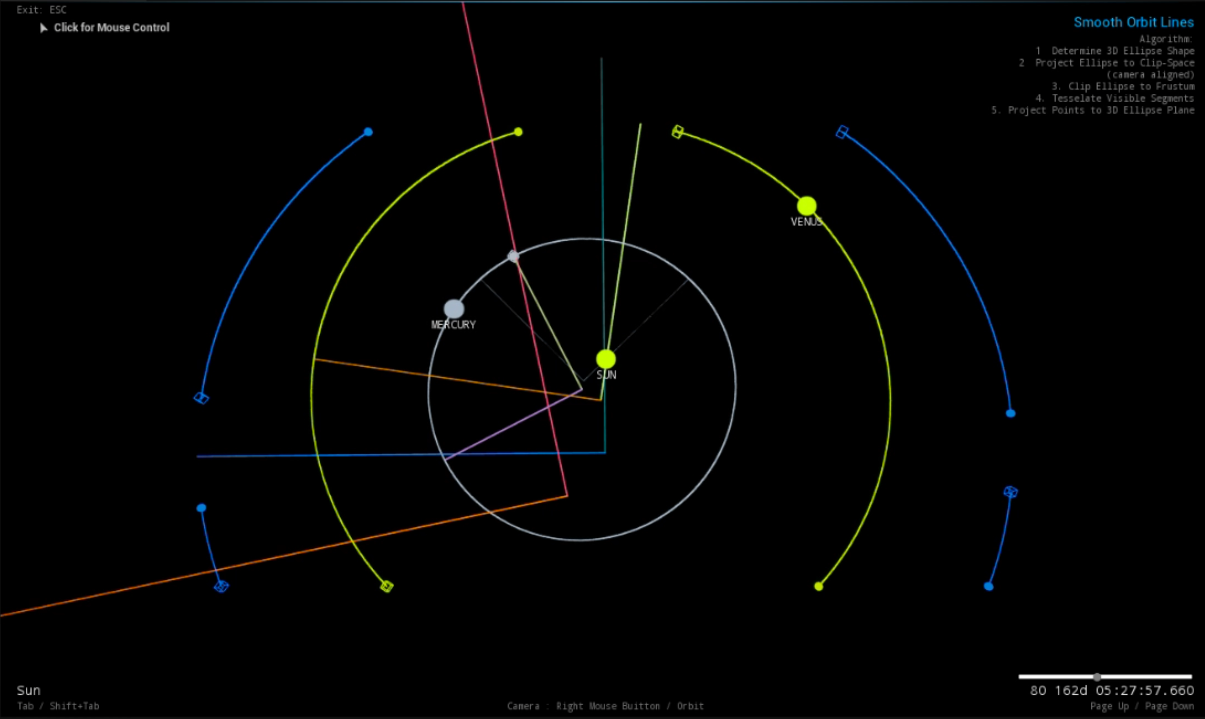 Exit: ESC
Click for Mouse Control
Smooth Orbit Lines
Algorithm:
1 Determine 3D Ellipse Shape
2 Project Ellipse to Clip-Space
(camera aligned)
3. Clip Ellipse to Frustum
4. Tesselate Visible Segments
5. Project Points to 3D Ellipse Plane
VENUS
MERCURY
SUN
Sun
Tab / Shift+Tab
Camera : Right Mouse Buitton / Orbit
80 162d 05:27:57.660
Page Up / Page Down